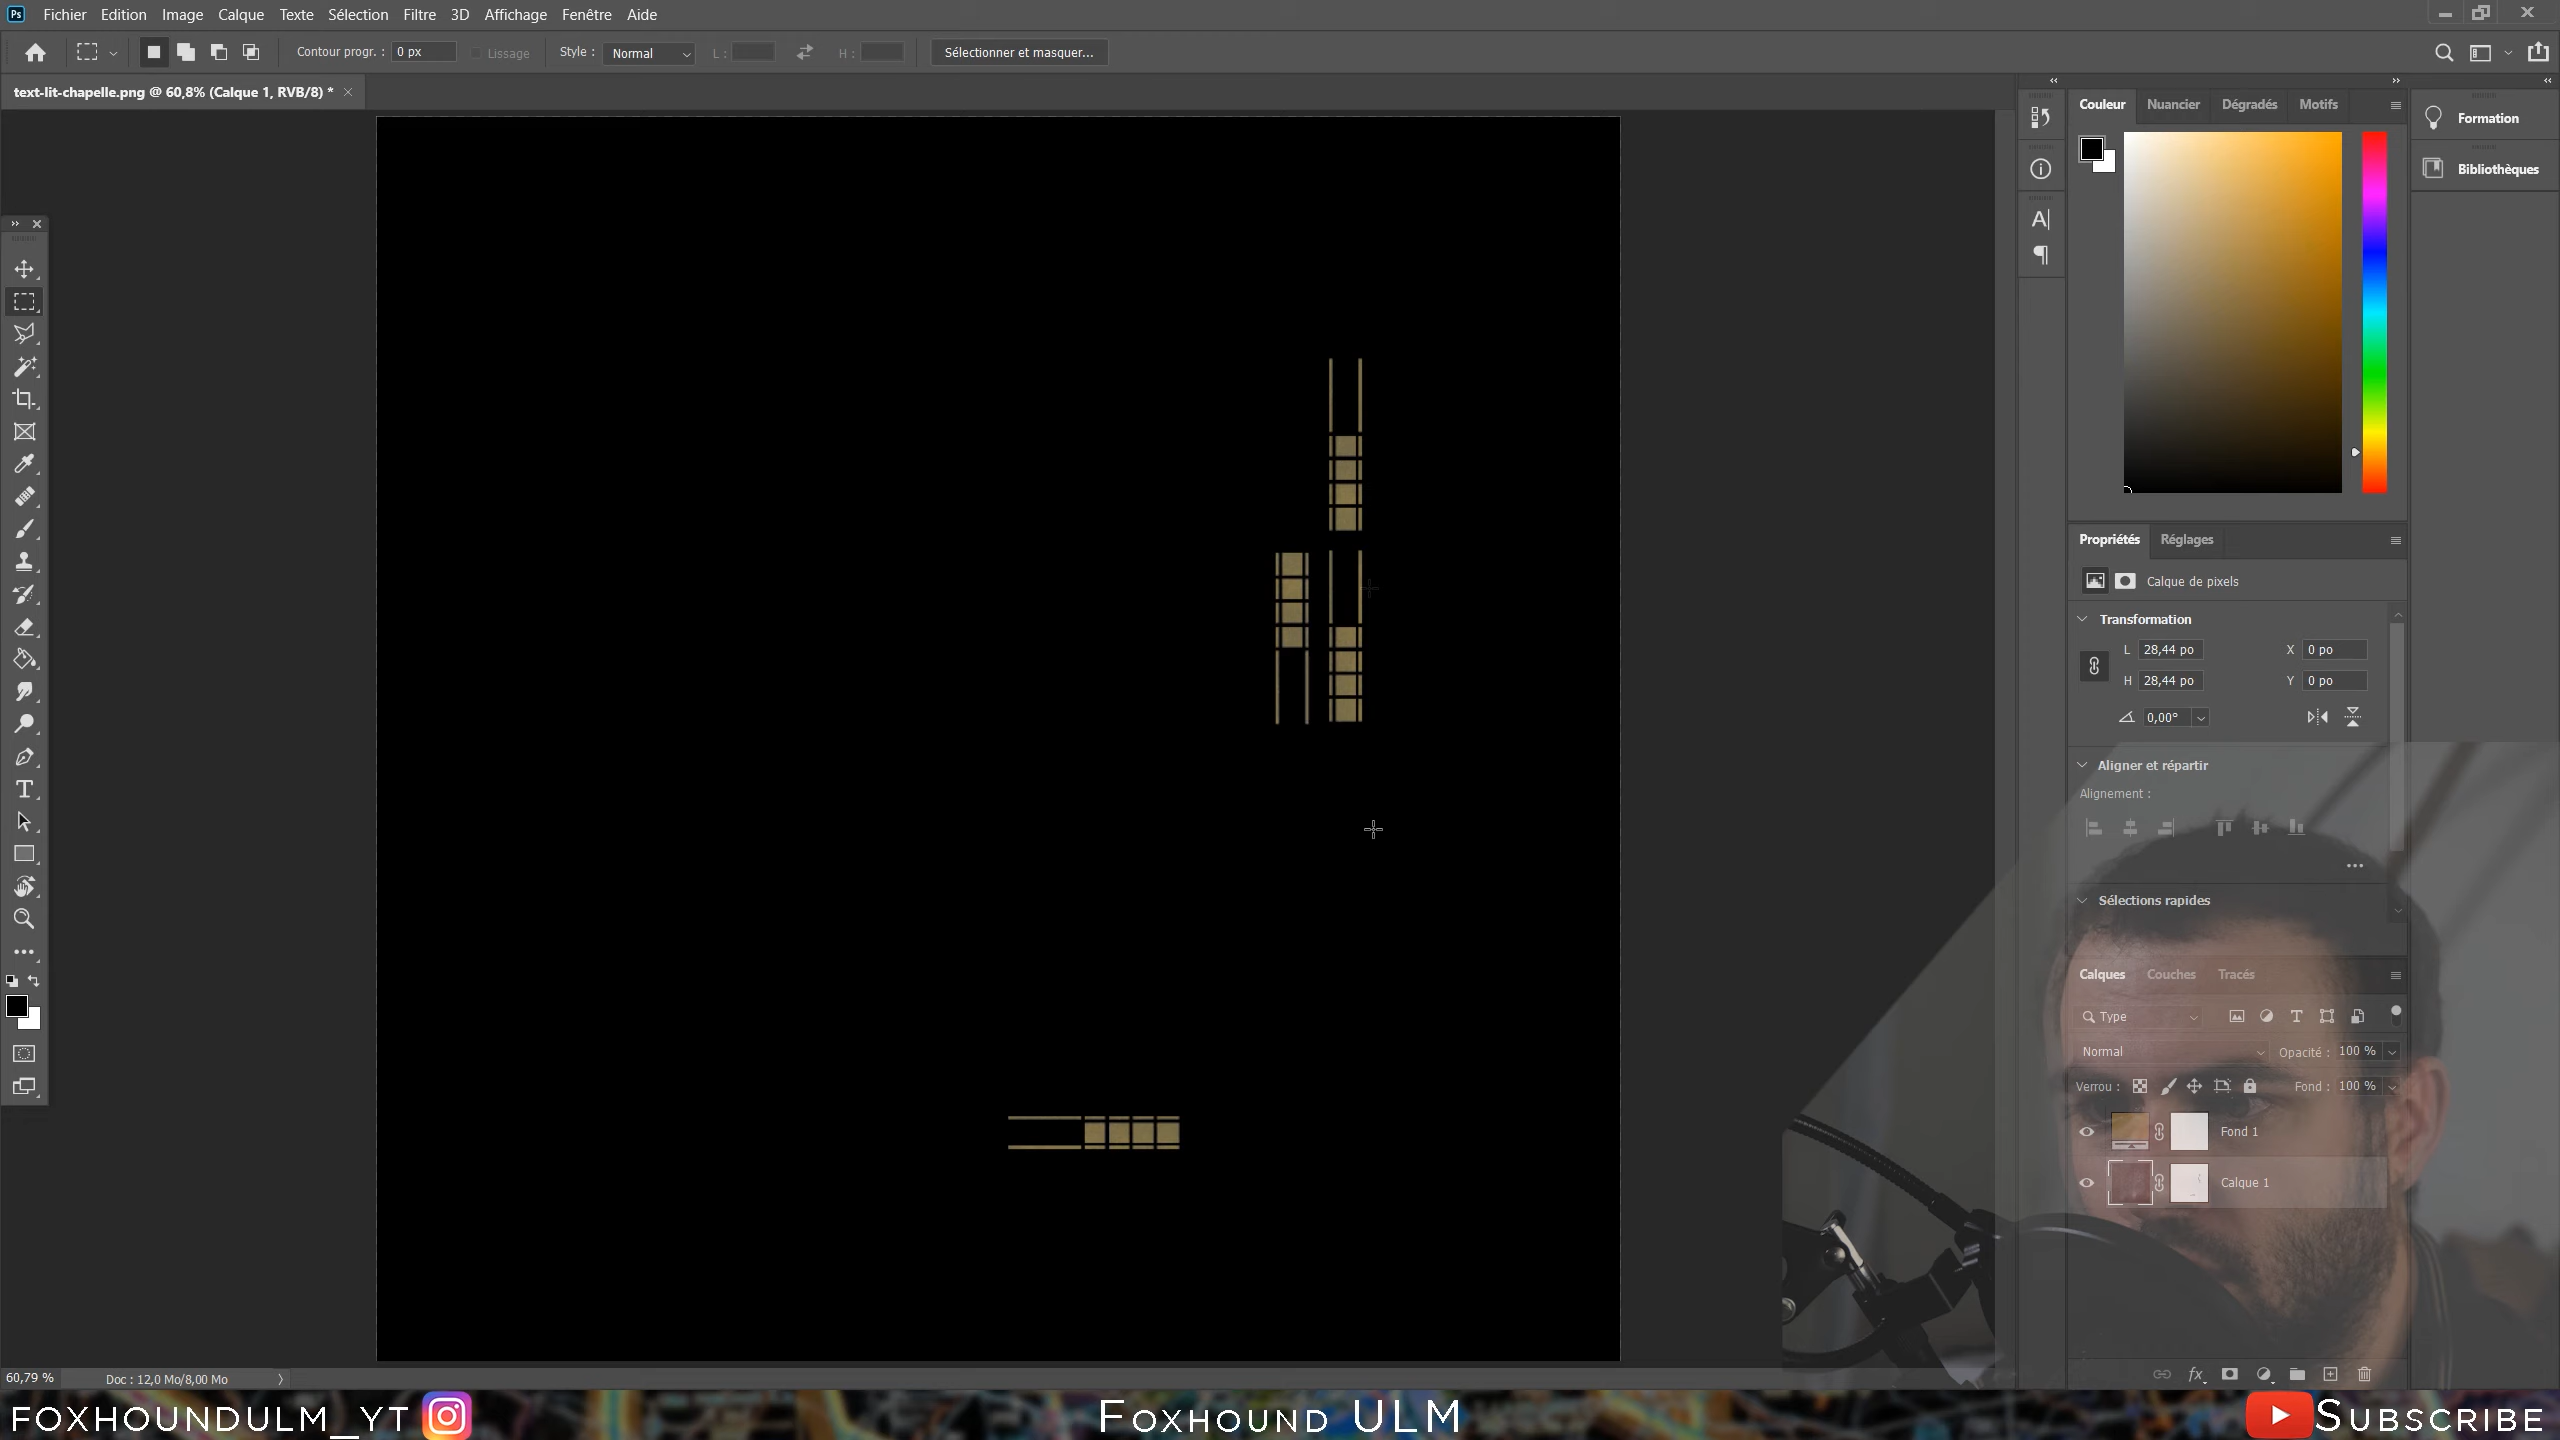 Ps Fichier Edition Image Calque Texte Sélection Filtre 3D Affichage Fenêtre Aide
Contour progr. : 0 px Lissage Style : Normal L : H : Sélectionner et masquer...
text-lit-chapelle.png @ 60,8% (Calque 1, RVB/8) *
Couleur Nuancier Dégradés Motifs
Formation
Bibliothèques
Propriétés Réglages
Calque de pixels
Transformation
L 28,44 po X 0 po
H 28,44 po Y 0 po
0,00°
Aligner et répartir
Alignement :
Sélections rapides
Calques Couches Tracés
Type
Normal Opacité : 100 %
Verrou : Fond : 100 %
Fond 1
Calque 1
fx
60,79 % Doc : 12,0 Mo/8,00 Mo
FOXHOUNDULM_YT FOXHOUND ULM SUBSCRIBE